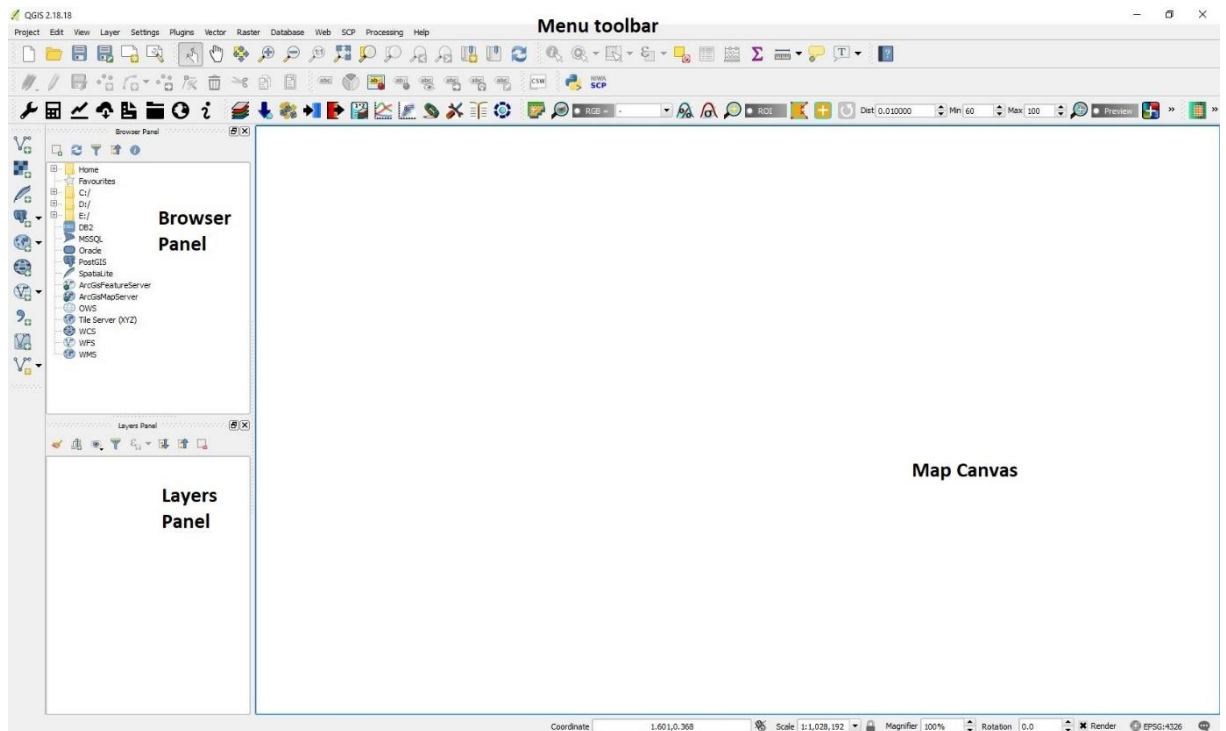 QGIS 2.18.18
Menu toolbar
Project Edit View Layer Settings Plugins Vector Raster Database Web SCP Processing Help
CSW NIWA SCP
RGB = - ROI Dist 0.010000 Min 60 Max 100 Preview
Browser Panel
Home
Favourites
C:/
D:/
E:/
DB2
MSSQL
Oracle
PostGIS
SpatiaLite
ArcGisFeatureServer
ArcGisMapServer
OWS
Tile Server (XYZ)
WCS
WFS
WMS
Browser
Panel
Layers Panel
Layers
Panel
Map Canvas
Coordinate 1.601,0.368 Scale 1:1,028,192 Magnifier 100% Rotation 0.0 Render EPSG:4326